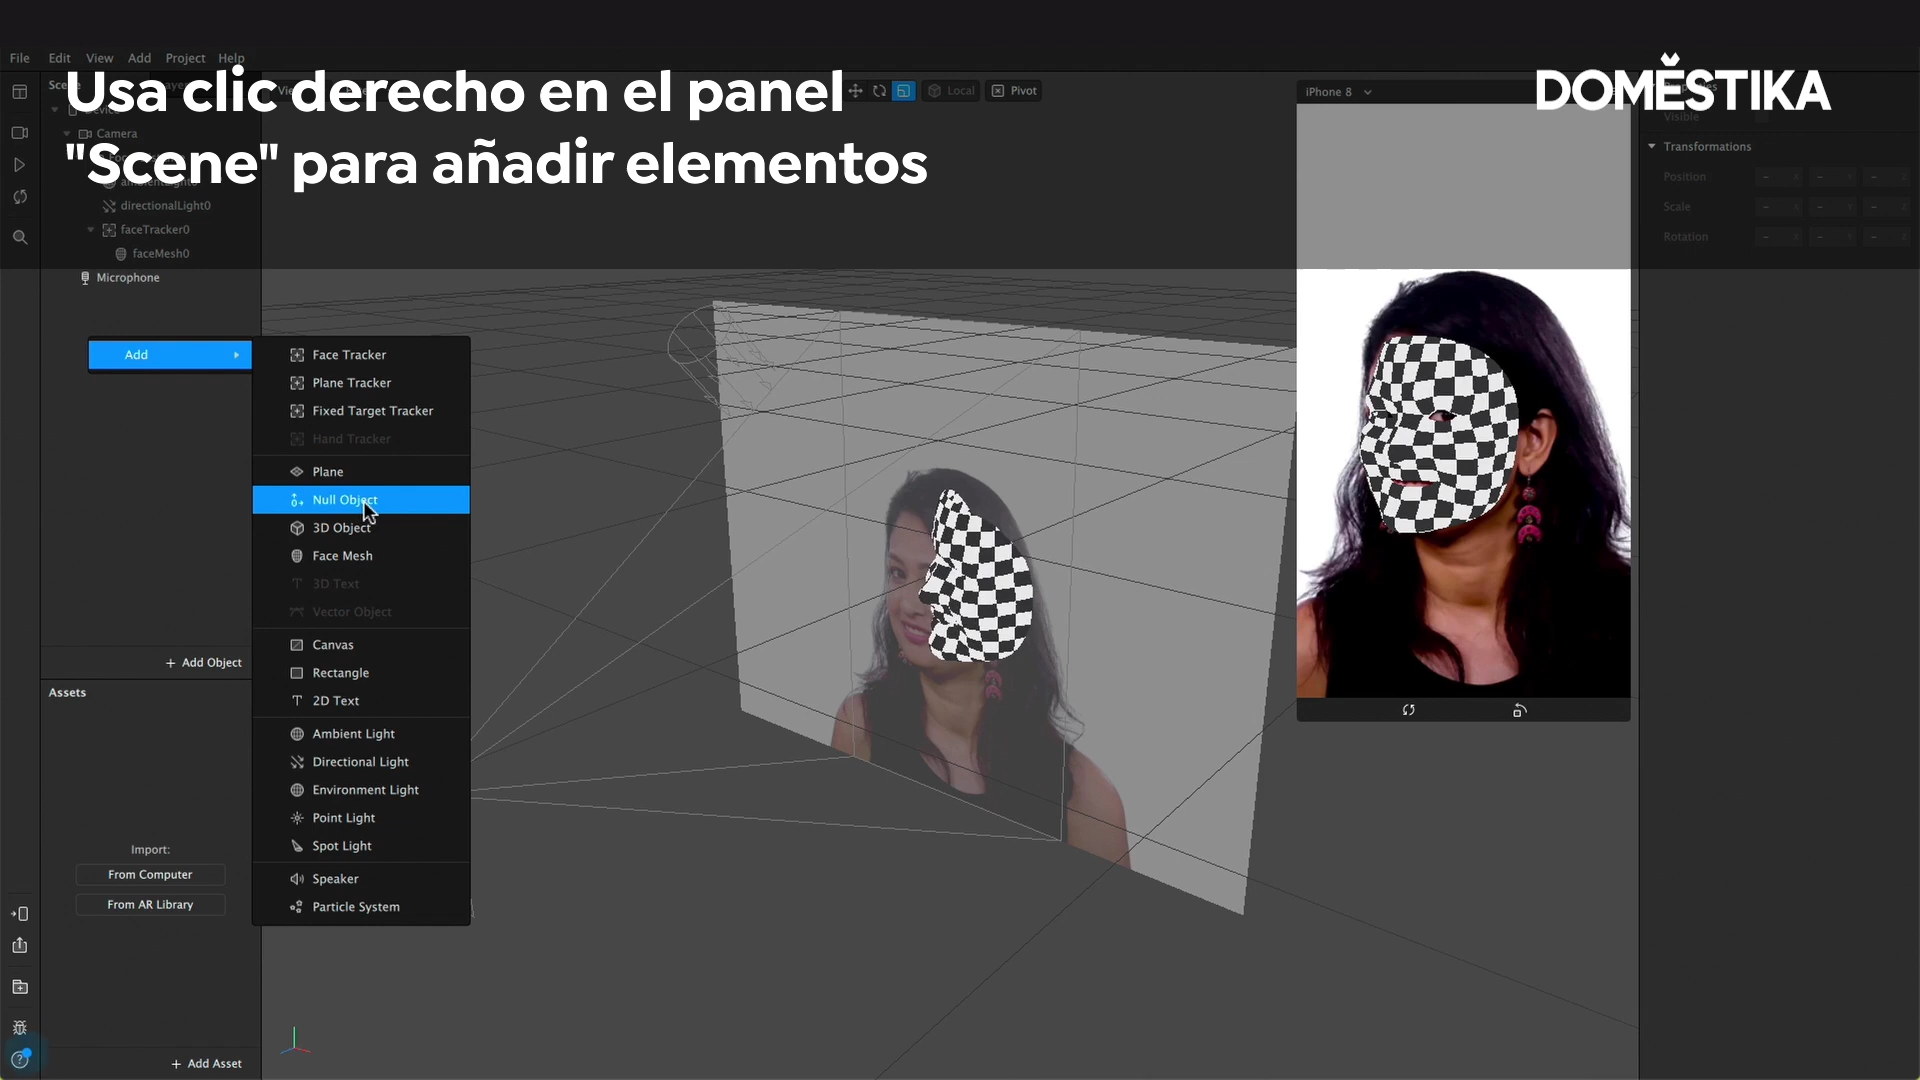 File Edit View Add Project Help
Usa clic derecho en el panel
"Scene" para añadir elementos
DOMESTIKA
Local
Pivot
iPhone 8
Camera
directionalLight0
faceTracker0
faceMesh0
Microphone
Add
Face Tracker
Plane Tracker
Fixed Target Tracker
Hand Tracker
Plane
Null Object
3D Object
Face Mesh
3D Text
Vector Object
Canvas
Rectangle
2D Text
Ambient Light
Directional Light
Environment Light
Point Light
Spot Light
Speaker
Particle System
+ Add Object
Assets
Import:
From Computer
From AR Library
+ Add Asset
Visible
Transformations
Position
Scale
Rotation